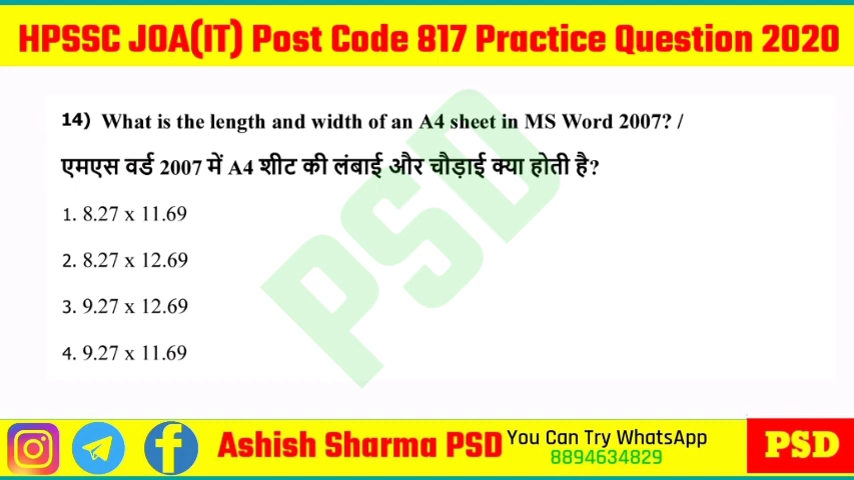 HPSSC JOA(IT) Post Code 817 Practice Question 2020
14) What is the length and width of an A4 sheet in MS Word 2007? /
एमएस वर्ड 2007 में A4 शीट की लंबाई और चौड़ाई क्या होती है?
1. 8.27 x 11.69
2. 8.27 x 12.69
3. 9.27 x 12.69
4. 9.27 x 11.69
PSD
Ashish Sharma PSD
You Can Try WhatsApp
8894634829
PSD